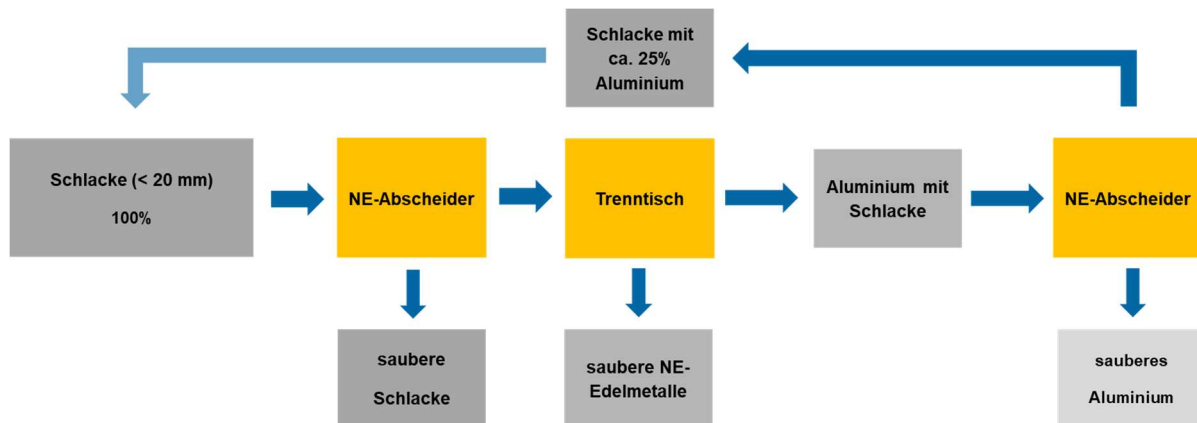 Schlacke mit
ca. 25%
Aluminium
Schlacke (< 20 mm)
100%
NE-Abscheider
Trenntisch
Aluminium mit
Schlacke
NE-Abscheider
saubere
Schlacke
saubere NE-
Edelmetalle
sauberes
Aluminium